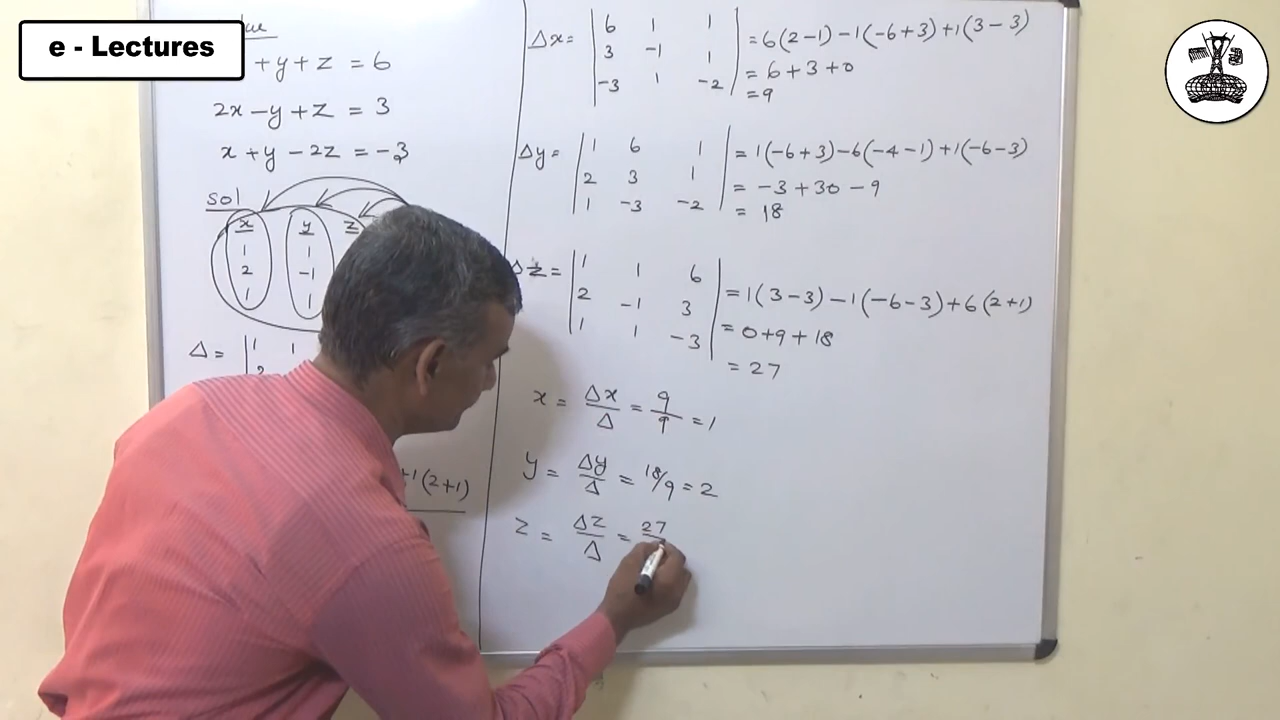 e - Lectures
+ y + z = 6
2x - y + z = 3
x + y - 2z = -3
sol
x y z
1 1
2 -1
1 1
Δ = | 1 1
2
+1(2+1)
Δx = | 6 1 1 | = 6(2-1) - 1(-6+3) + 1(3-3)
3 -1 1 = 6+3+0
-3 1 -2 = 9
Δy = | 1 6 1 | = 1(-6+3) - 6(-4-1) + 1(-6-3)
2 3 1 = -3+30-9
1 -3 -2 = 18
Δz = | 1 1 6
2 -1 3 | = 1(3-3) - 1(-6-3) + 6(2+1)
1 1 -3 = 0+9+18
= 27
x = Δx/Δ = 9/9 = 1
y = Δy/Δ = 18/9 = 2
z = Δz/Δ = 27